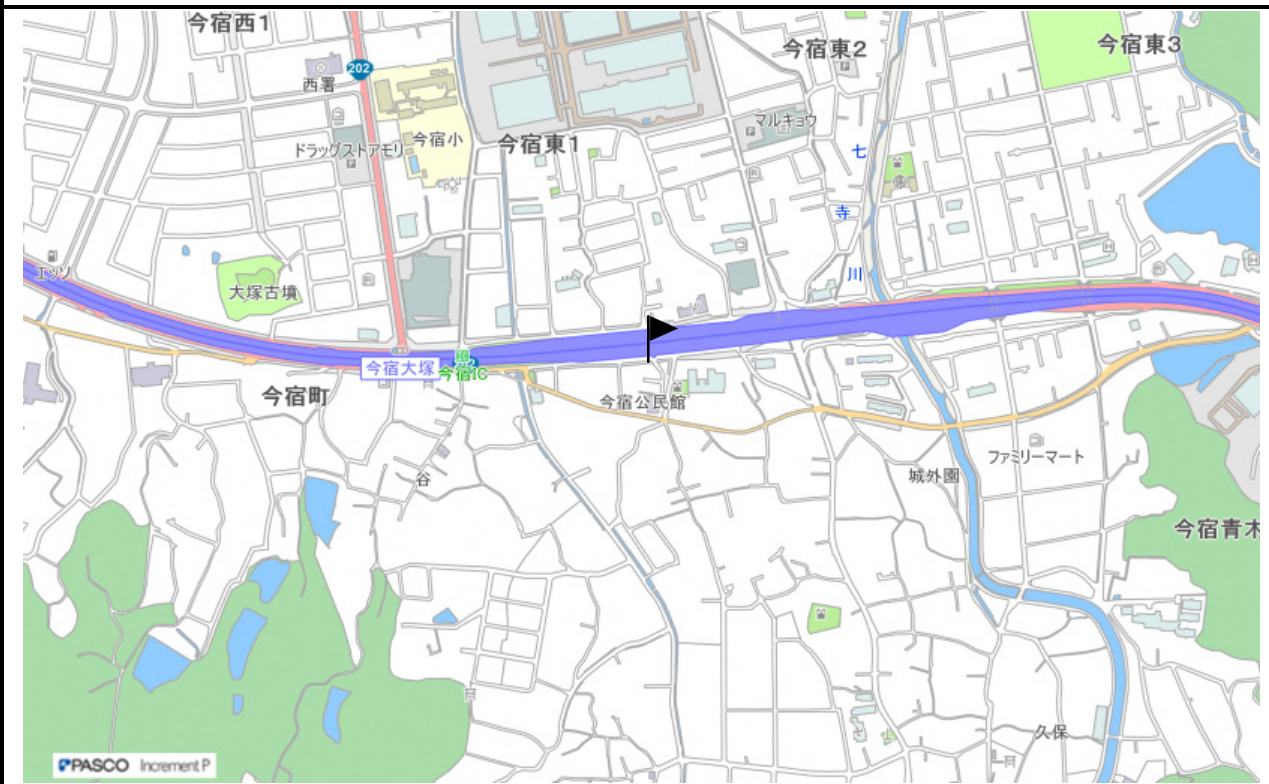 今宿西1
今宿東2
今宿東3
202
西署
マルキョウ
今宿小
ドラッグストアモリ
今宿東1
七
寺
川
エッソ
大塚古墳
今宿大塚
今宿IC
今宿町
今宿公民館
ファミリーマート
谷
城外園
今宿青木
久保
PASCO Increment P